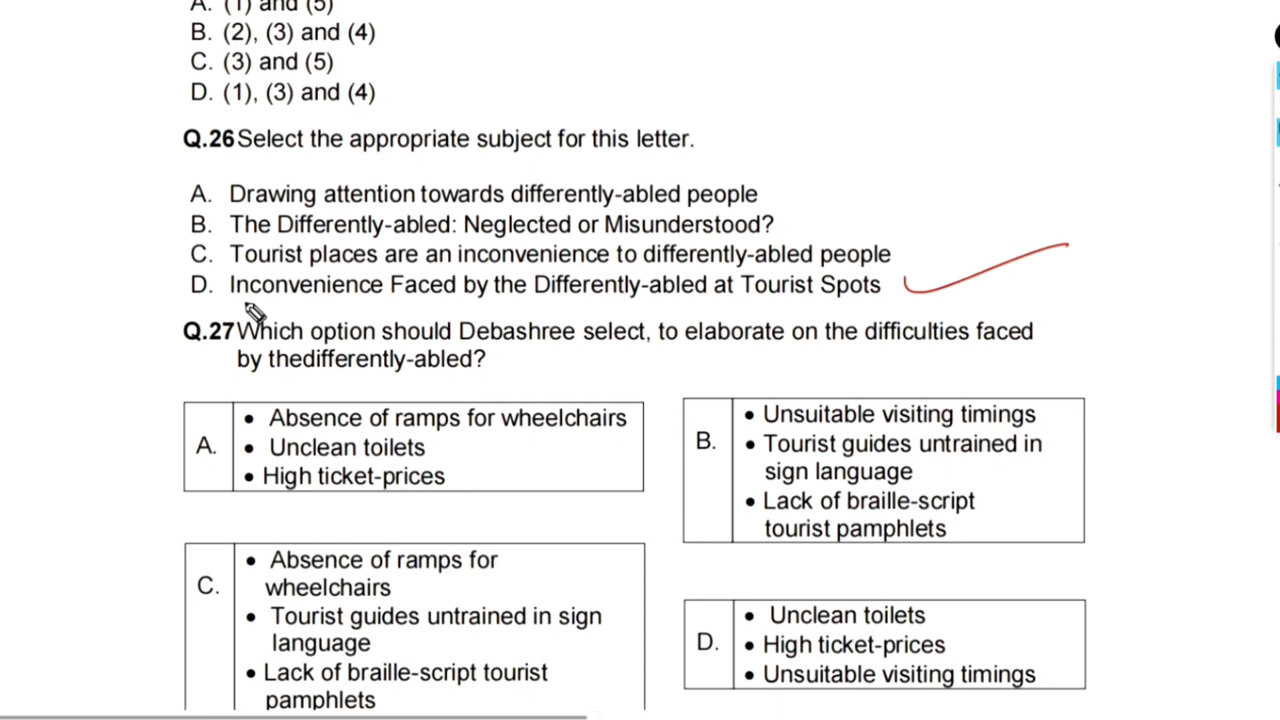 A. (1) and (5)
B. (2), (3) and (4)
C. (3) and (5)
D. (1), (3) and (4)
Q.26 Select the appropriate subject for this letter.
A. Drawing attention towards differently-abled people
B. The Differently-abled: Neglected or Misunderstood?
C. Tourist places are an inconvenience to differently-abled people
D. Inconvenience Faced by the Differently-abled at Tourist Spots
Q.27 Which option should Debashree select, to elaborate on the difficulties faced
by thedifferently-abled?
A.
• Absence of ramps for wheelchairs
• Unclean toilets
• High ticket-prices
B.
• Unsuitable visiting timings
• Tourist guides untrained in
sign language
• Lack of braille-script
tourist pamphlets
C.
• Absence of ramps for
wheelchairs
• Tourist guides untrained in sign
language
• Lack of braille-script tourist
pamphlets
D.
• Unclean toilets
• High ticket-prices
• Unsuitable visiting timings